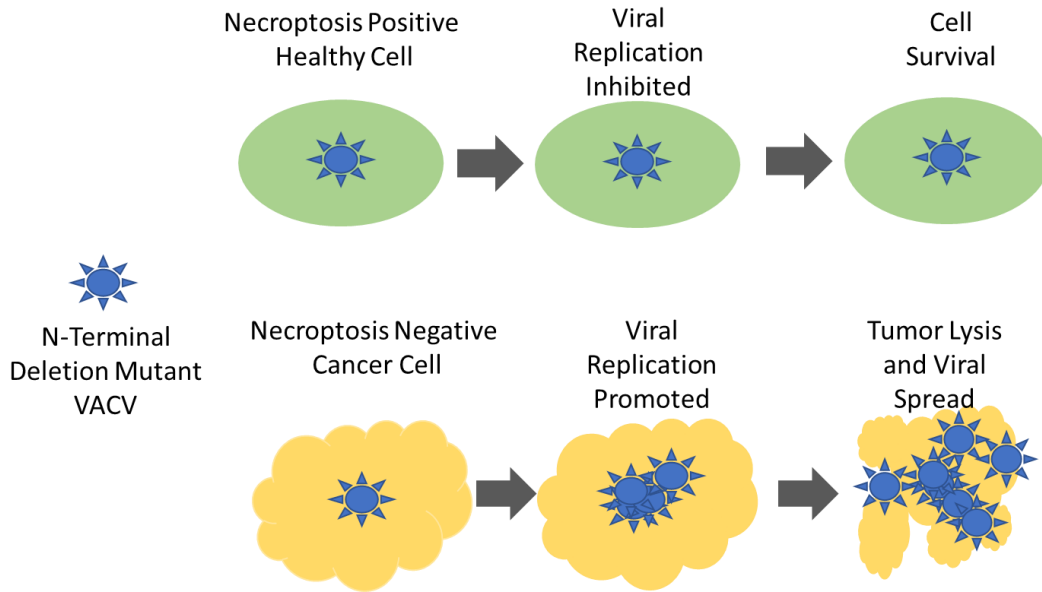 Necroptosis Positive
Healthy Cell
Viral
Replication
Inhibited
Cell
Survival
N-Terminal
Deletion Mutant
VACV
Necroptosis Negative
Cancer Cell
Viral
Replication
Promoted
Tumor Lysis
and Viral
Spread